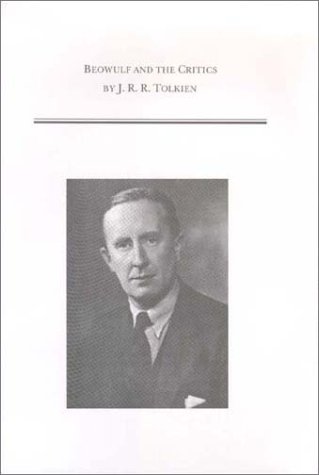 BEOWULF AND THE CRITICS
BY J. R. R. TOLKIEN